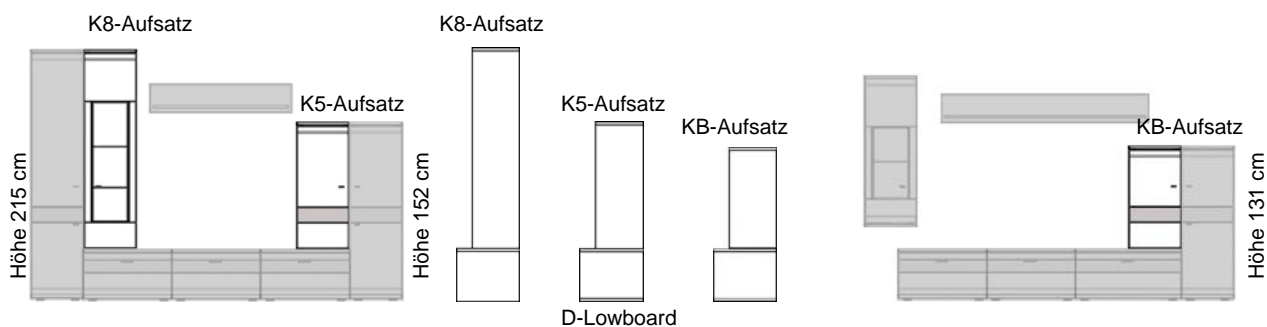 K8-Aufsatz
K8-Aufsatz
K5-Aufsatz
K5-Aufsatz
KB-Aufsatz
KB-Aufsatz
Höhe 215 cm
Höhe 152 cm
Höhe 131 cm
D-Lowboard